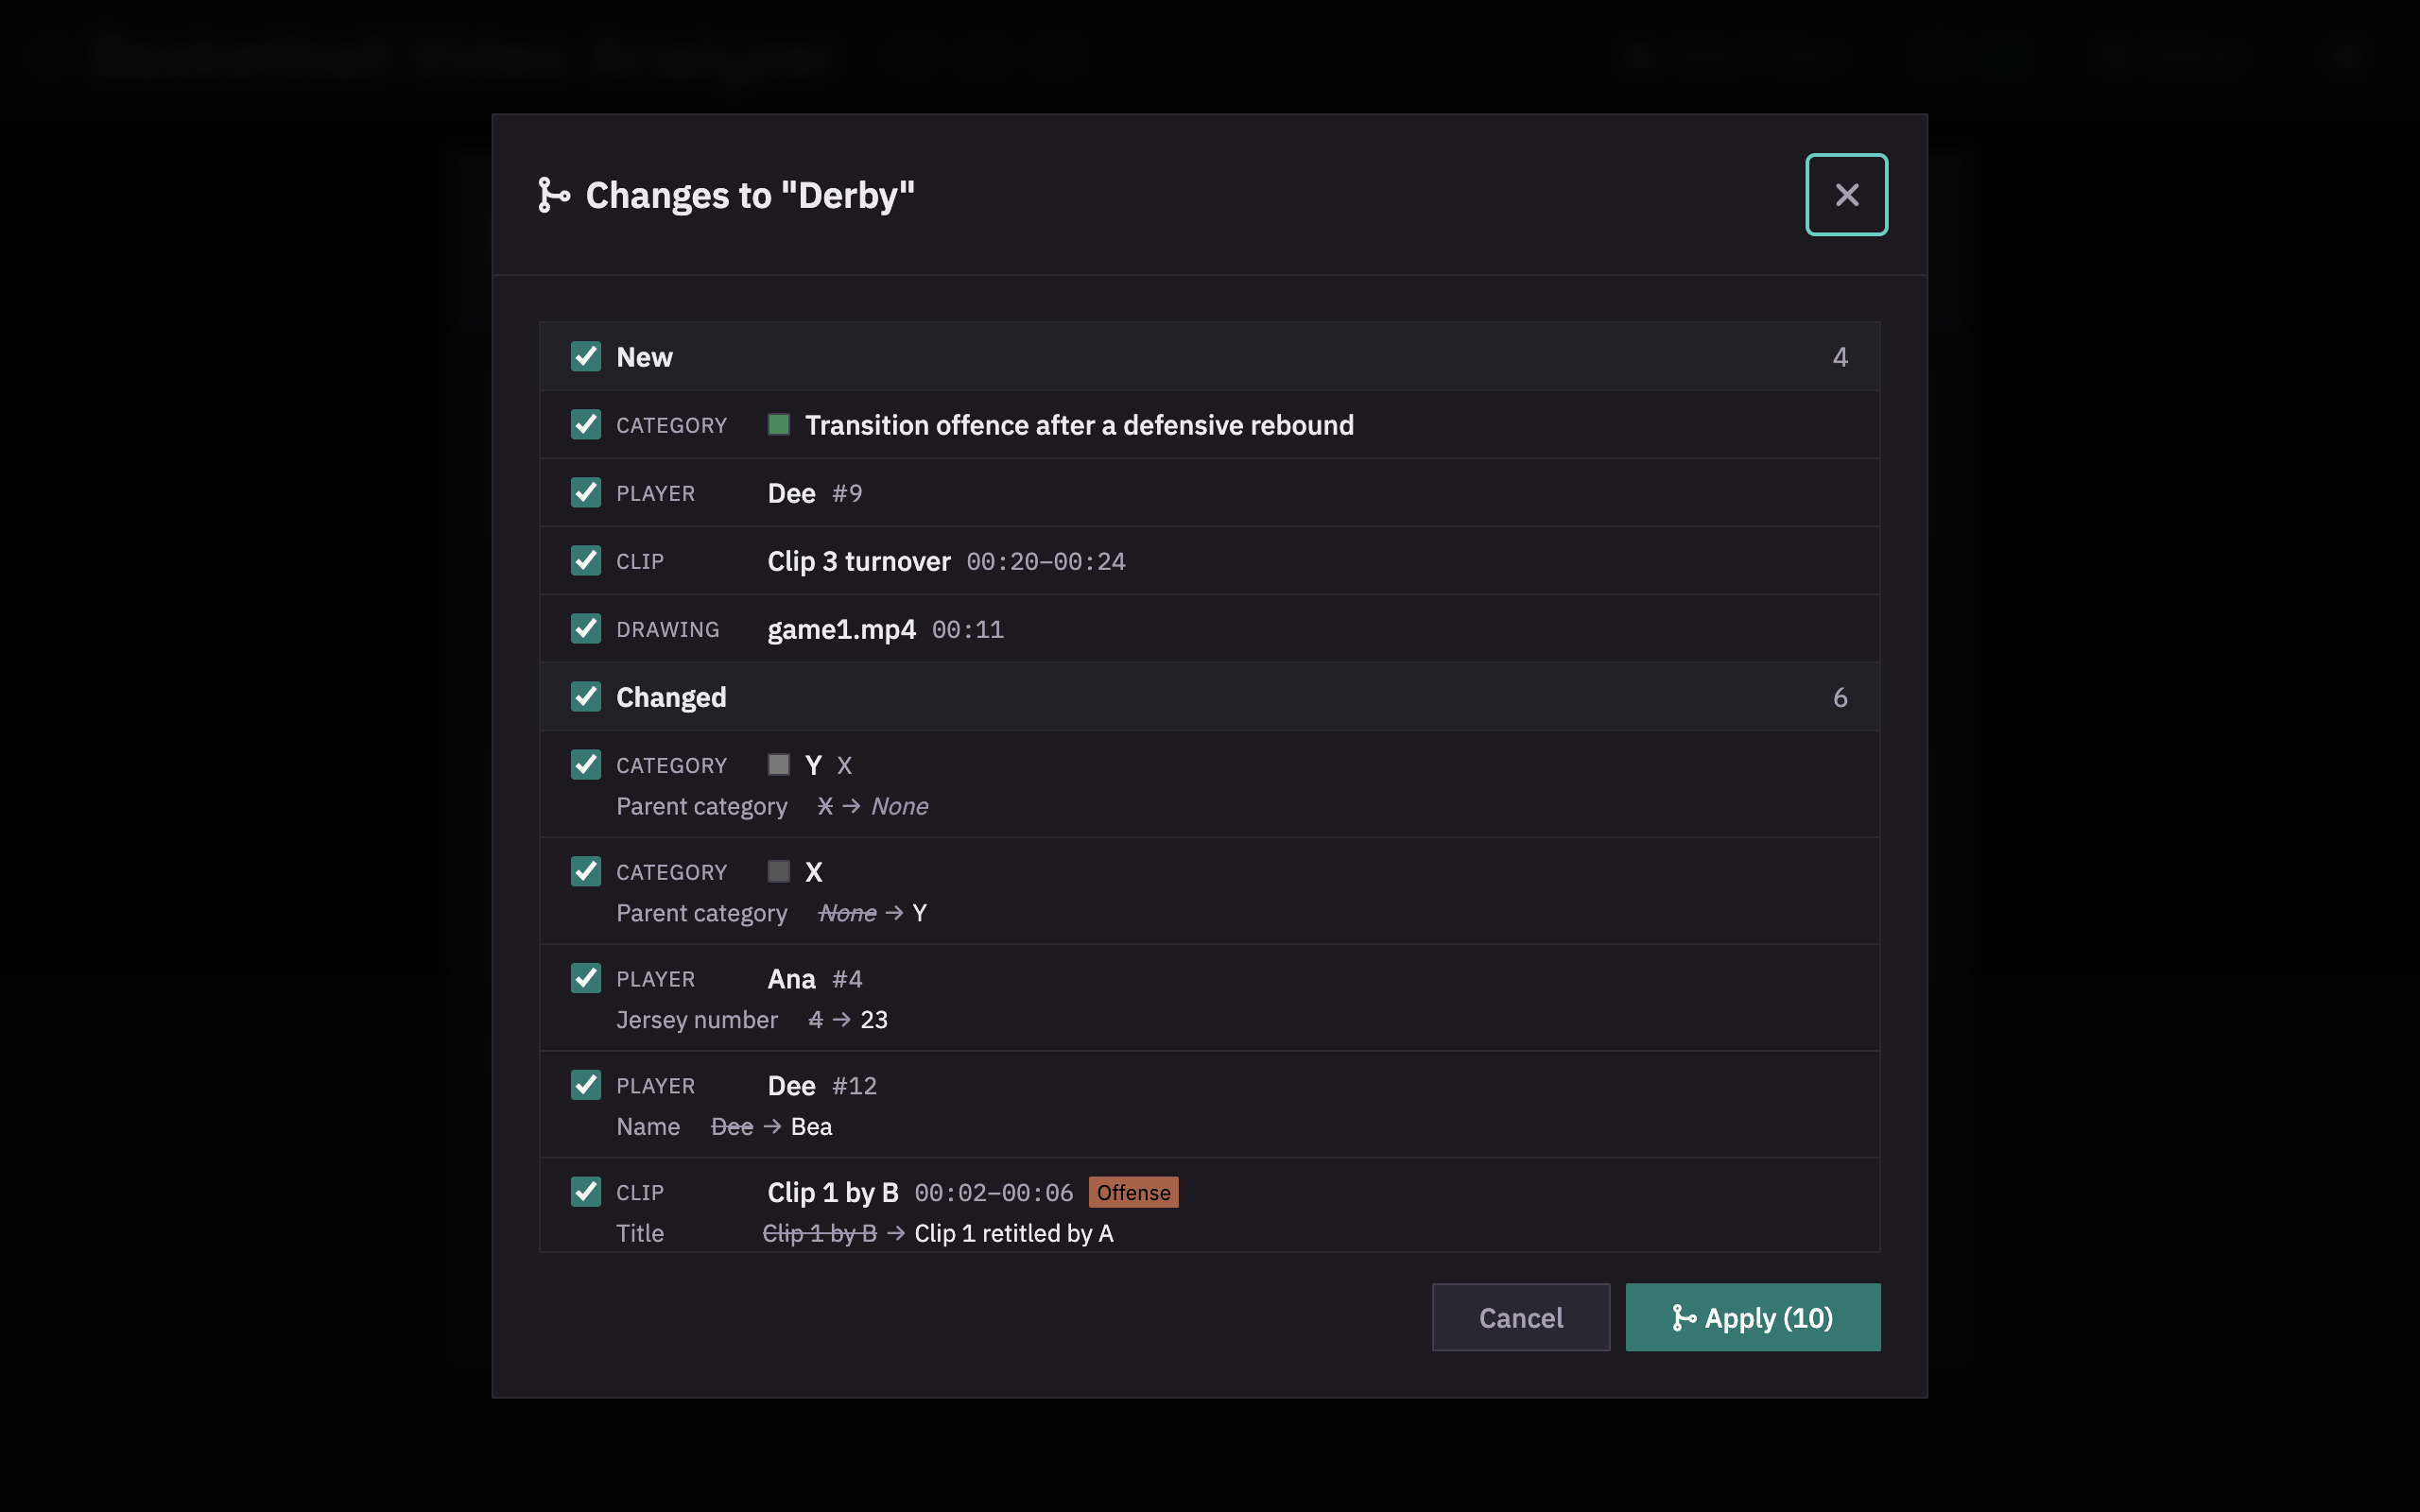 Changes to "Derby"
New 4
CATEGORY Transition offence after a defensive rebound
PLAYER Dee #9
CLIP Clip 3 turnover 00:20–00:24
DRAWING game1.mp4 00:11
Changed 6
CATEGORY Y X
Parent category X → None
CATEGORY X
Parent category None → Y
PLAYER Ana #4
Jersey number 4 → 23
PLAYER Dee #12
Name Dee → Bea
CLIP Clip 1 by B 00:02–00:06 Offense
Title Clip 1 by B → Clip 1 retitled by A
Cancel Apply (10)